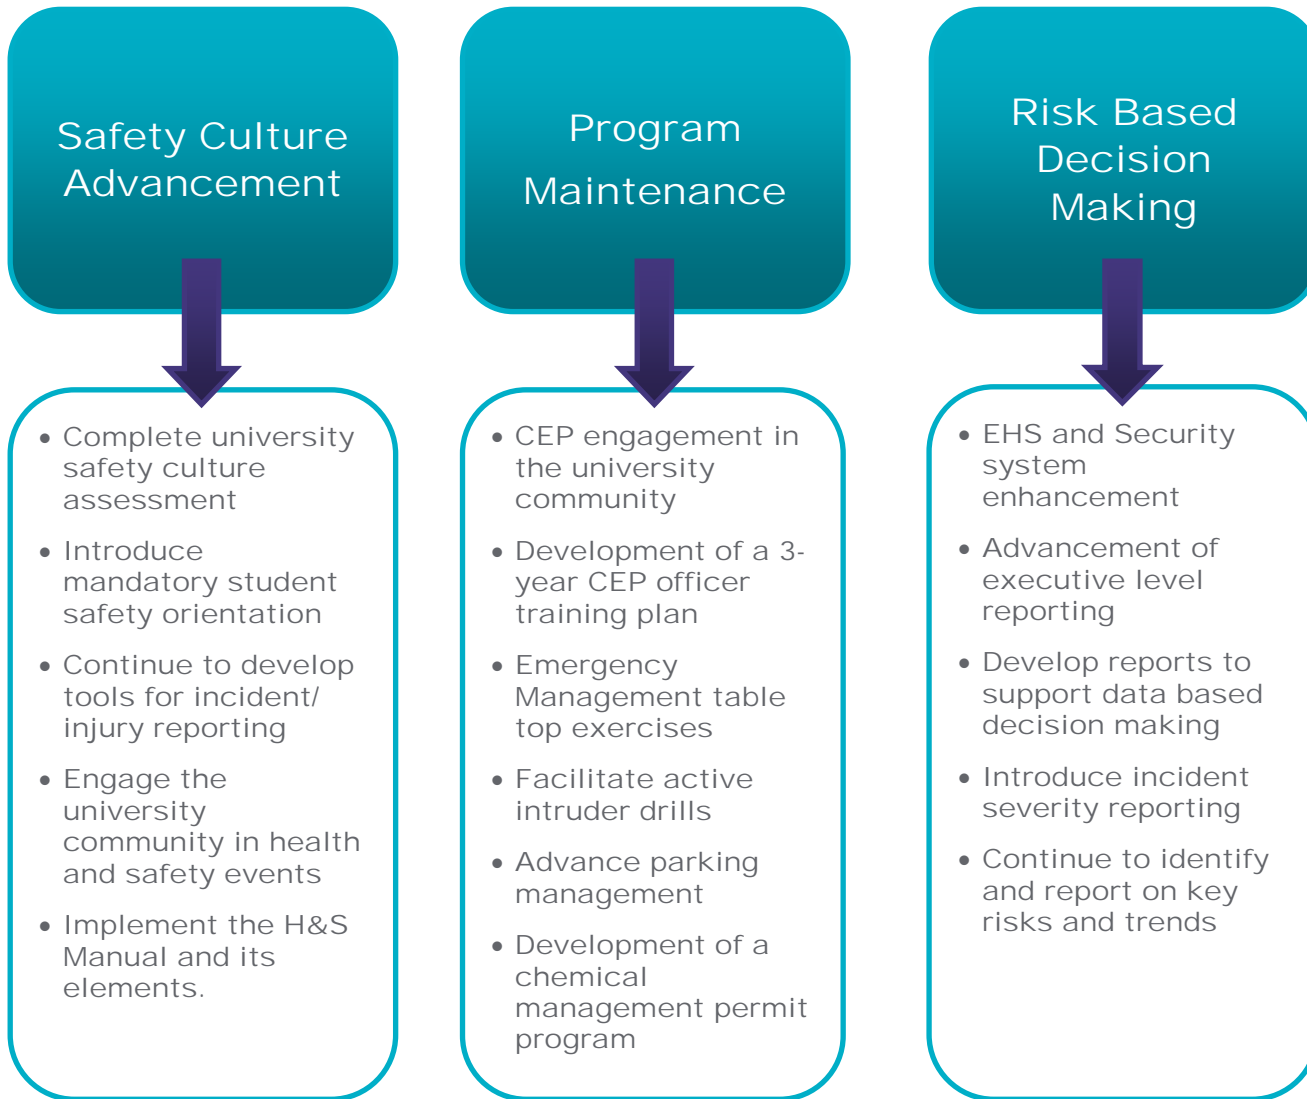 Safety Culture
Advancement
• Complete university
safety culture
assessment
• Introduce
mandatory student
safety orientation
• Continue to develop
tools for incident/
injury reporting
• Engage the
university
community in health
and safety events
• Implement the H&S
Manual and its
elements.
Program
Maintenance
• CEP engagement in
the university
community
• Development of a 3-
year CEP officer
training plan
• Emergency
Management table
top exercises
• Facilitate active
intruder drills
• Advance parking
management
• Development of a
chemical
management permit
program
Risk Based
Decision
Making
• EHS and Security
system
enhancement
• Advancement of
executive level
reporting
• Develop reports to
support data based
decision making
• Introduce incident
severity reporting
• Continue to identify
and report on key
risks and trends